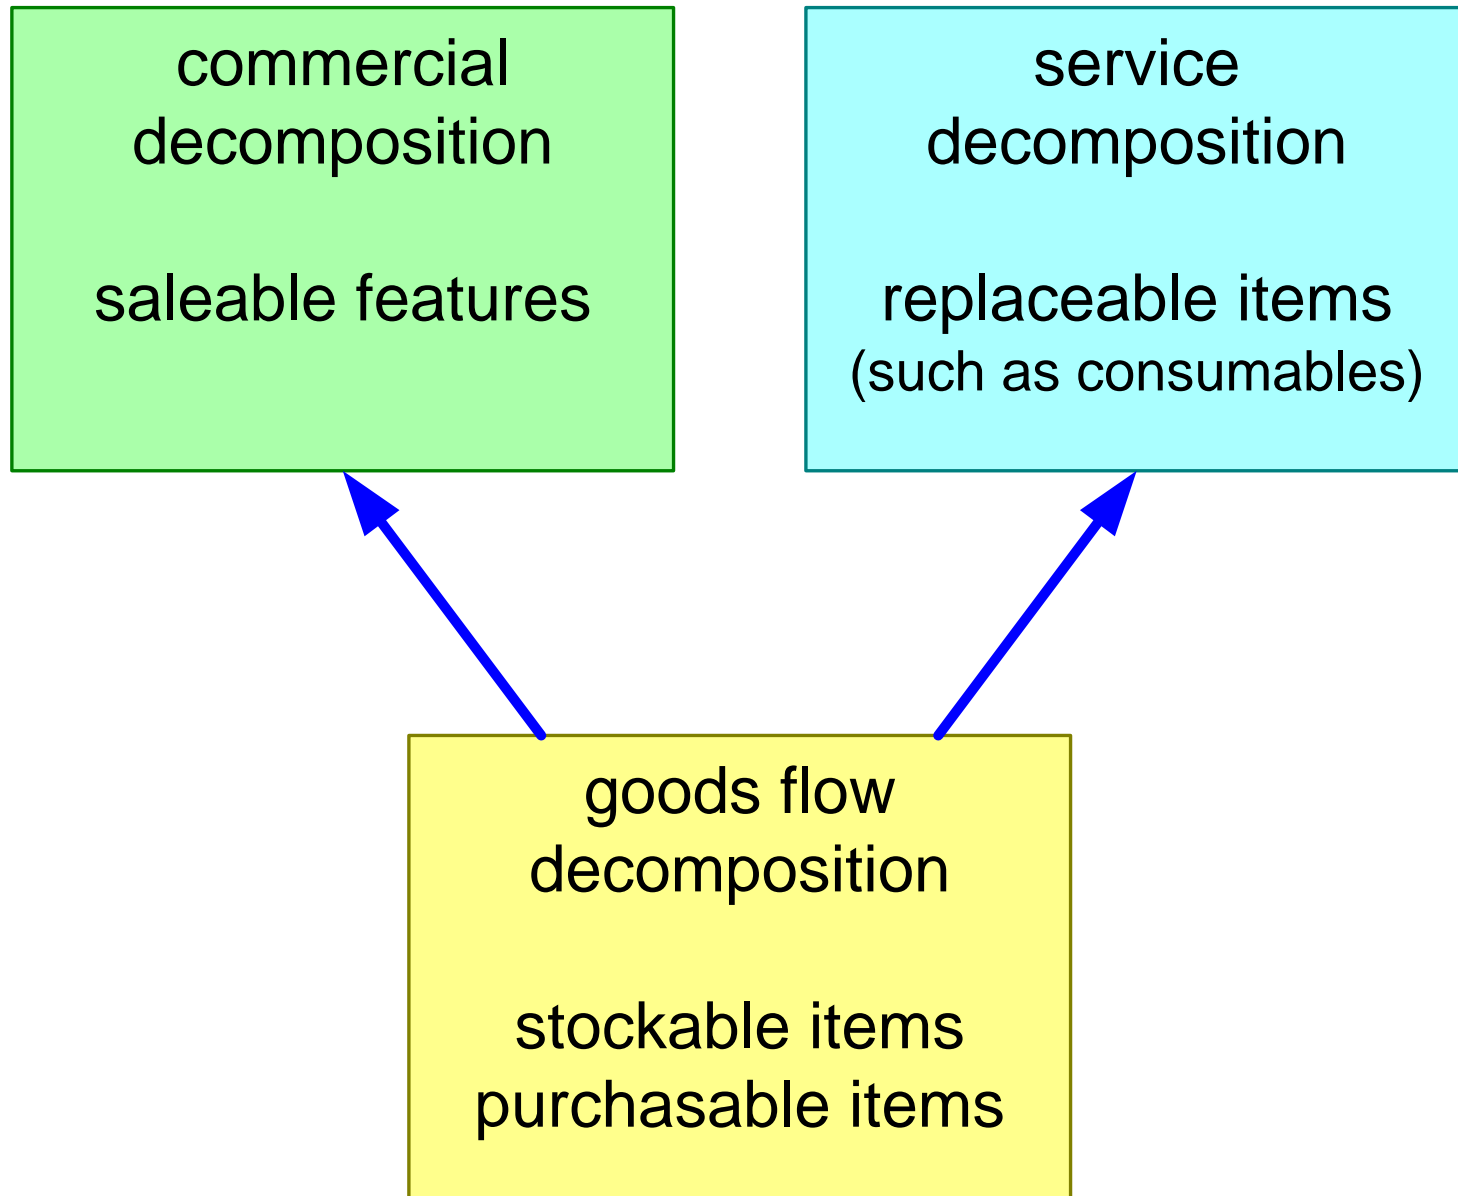 commercial
decomposition
saleable features
service
decomposition
replaceable items
(such as consumables)
goods flow
decomposition
stockable items
purchasable items